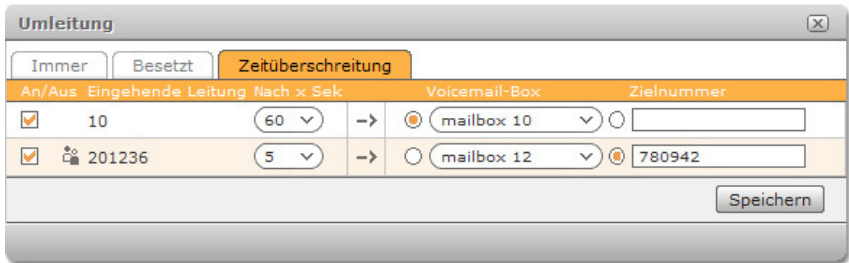 Umleitung
Immer Besetzt Zeitüberschreitung
An/Aus Eingehende Leitung Nach x Sek Voicemail-Box Zielnummer
10 60 –> mailbox 10
201236 5 –> mailbox 12 780942
Speichern